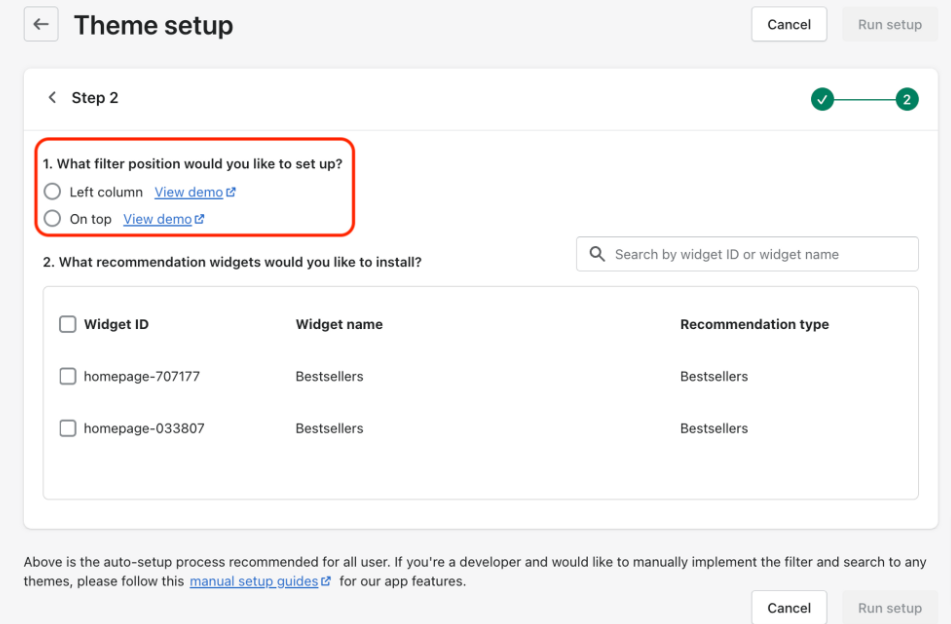 Theme setup
Cancel
Run setup
Step 2
2
1. What filter position would you like to set up?
Left column View demo
On top View demo
2. What recommendation widgets would you like to install?
Search by widget ID or widget name
Widget ID Widget name Recommendation type
homepage-707177 Bestsellers Bestsellers
homepage-033807 Bestsellers Bestsellers
Above is the auto-setup process recommended for all user. If you're a developer and would like to manually implement the filter and search to any
themes, please follow this manual setup guides for our app features.
Cancel
Run setup